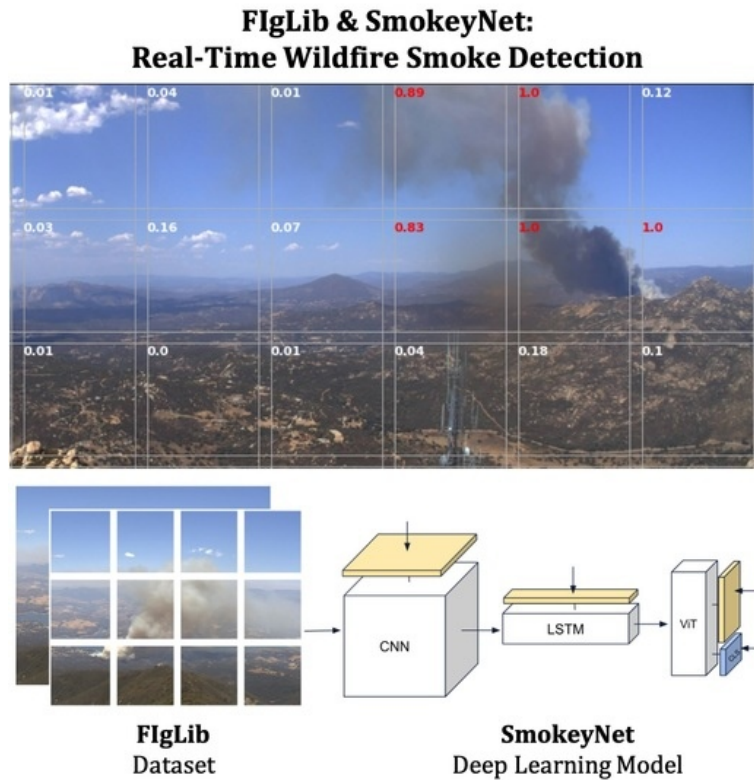 FIgLib & SmokeyNet:
Real-Time Wildfire Smoke Detection
0.01 0.04 0.01 0.89 1.0 0.12
0.03 0.16 0.07 0.83 1.0 1.0
0.01 0.0 0.01 0.04 0.18 0.1
CNN
LSTM
ViT
CLS
FIgLib
Dataset
SmokeyNet
Deep Learning Model